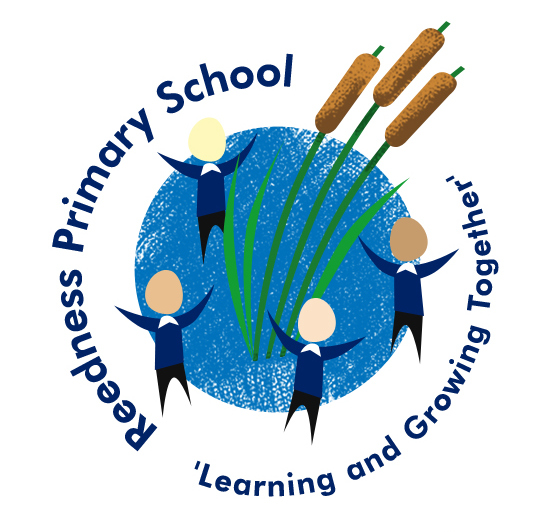 Reedness Primary School
'Learning and Growing Together'